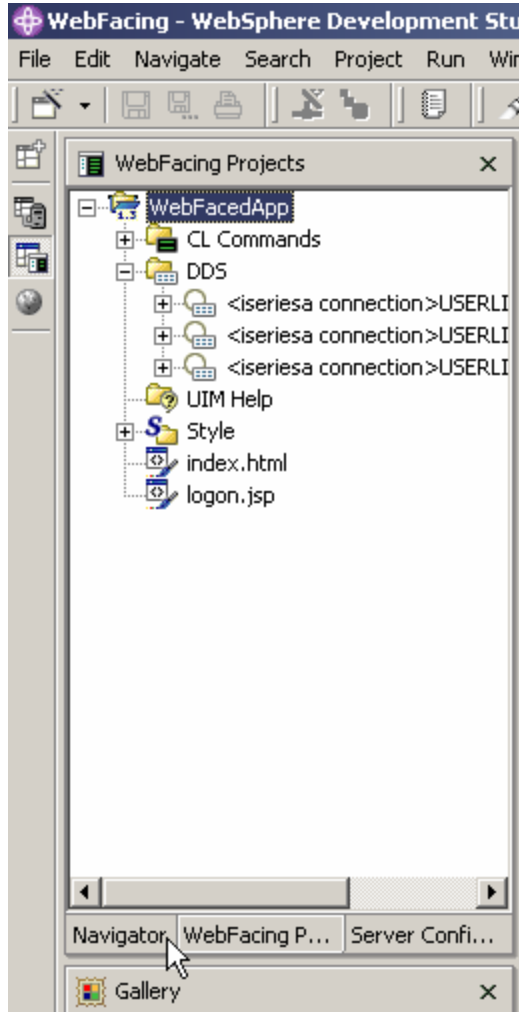 WebFacing - WebSphere Development Stu
File Edit Navigate Search Project Run Wir
WebFacing Projects
WebFacedApp
CL Commands
DDS
<iseriesa connection>USERLI
<iseriesa connection>USERLI
<iseriesa connection>USERLI
UIM Help
Style
index.html
logon.jsp
Navigator WebFacing P... Server Confi...
Gallery